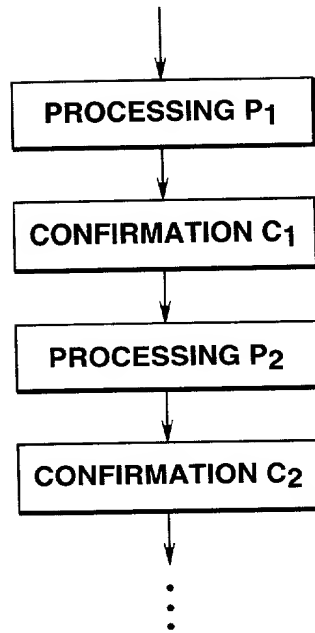 PROCESSING P1
CONFIRMATION C1
PROCESSING P2
CONFIRMATION C2